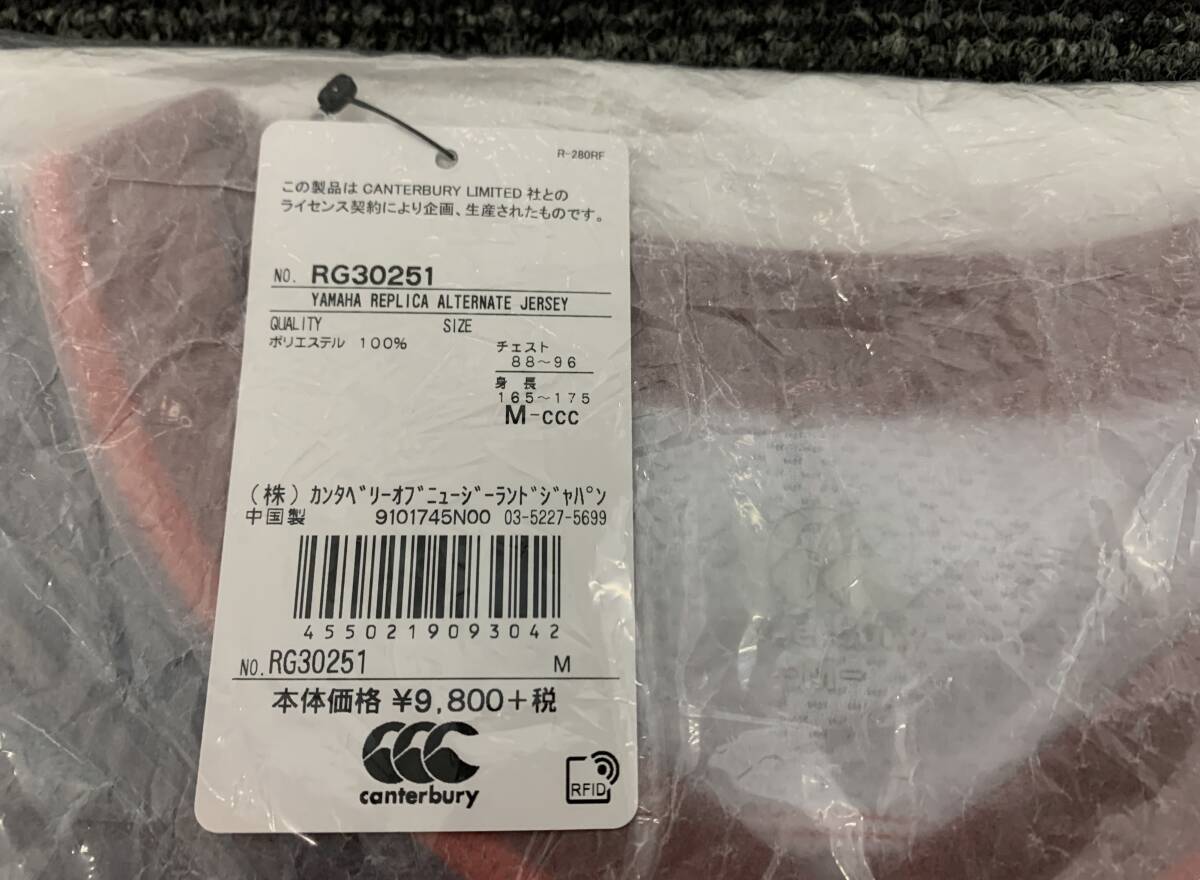 R-280RF
この製品は CANTERBURY LIMITED 社との
ライセンス契約により企画、生産されたものです。
NO. RG30251
YAMAHA REPLICA ALTERNATE JERSEY
QUALITY SIZE
ポリエステル 100%
チェスト
88～96
身長
165～175
M-ccc
(株) ｶﾝﾀﾍﾞﾘｰｵﾌﾞﾆｭｰｼﾞｰﾗﾝﾄﾞｼﾞｬﾊﾟﾝ
中国製 9101745N00 03-5227-5699
4550219093042
NO. RG30251 M
本体価格 ¥9,800+税
canterbury
RFID